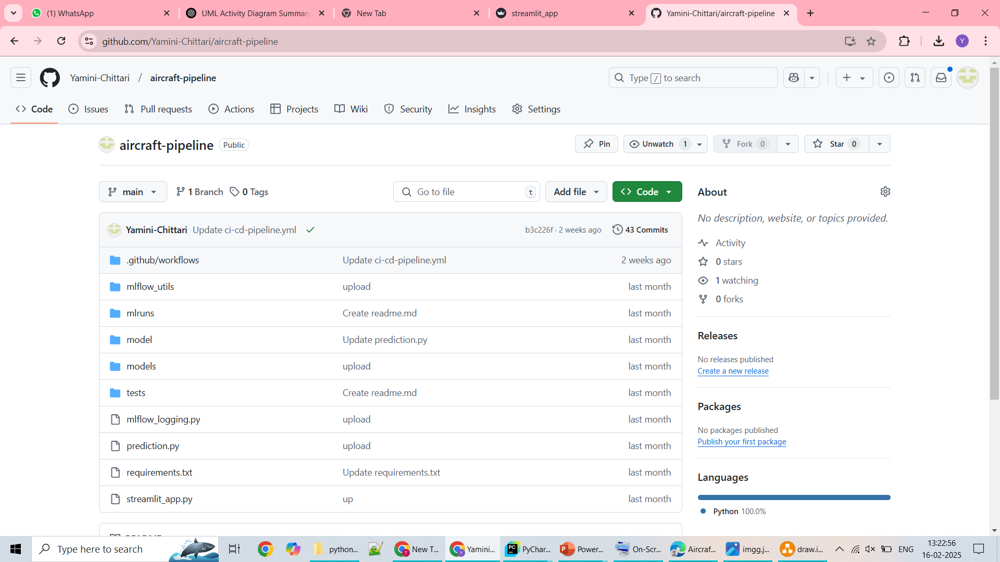 (1) WhatsApp
UML Activity Diagram Summary
New Tab
streamlit_app
Yamini-Chittari/aircraft-pipeline
github.com/Yamini-Chittari/aircraft-pipeline
Y
Yamini-Chittari / aircraft-pipeline
Type / to search
Code
Issues
Pull requests
Actions
Projects
Wiki
Security
Insights
Settings
aircraft-pipeline Public
Pin
Unwatch 1
Fork 0
Star 0
main
1 Branch
0 Tags
Go to file t
Add file
Code
Yamini-Chittari Update ci-cd-pipeline.yml
b3c226f · 2 weeks ago
43 Commits
.github/workflows Update ci-cd-pipeline.yml 2 weeks ago
mlflow_utils upload last month
mlruns Create readme.md last month
model Update prediction.py last month
models upload last month
tests Create readme.md last month
mlflow_logging.py upload last month
prediction.py upload last month
requirements.txt Update requirements.txt last month
streamlit_app.py up last month
About
No description, website, or topics provided.
Activity
0 stars
1 watching
0 forks
Releases
No releases published
Create a new release
Packages
No packages published
Publish your first package
Languages
Python 100.0%
Type here to search
python...
New T...
Yamini...
PyChar...
Power...
On-Scr...
Aircraf...
imgg.j...
draw.i...
ENG
13:22:56
16-02-2025